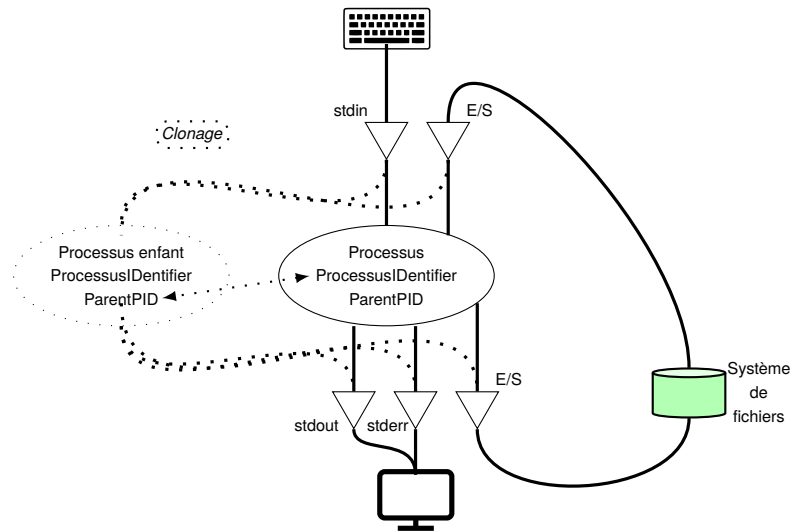 stdin
E/S
Clonage
Processus enfant
ProcessusIDentifier
ParentPID
Processus
ProcessusIDentifier
ParentPID
Système
de
fichiers
E/S
stdout
stderr